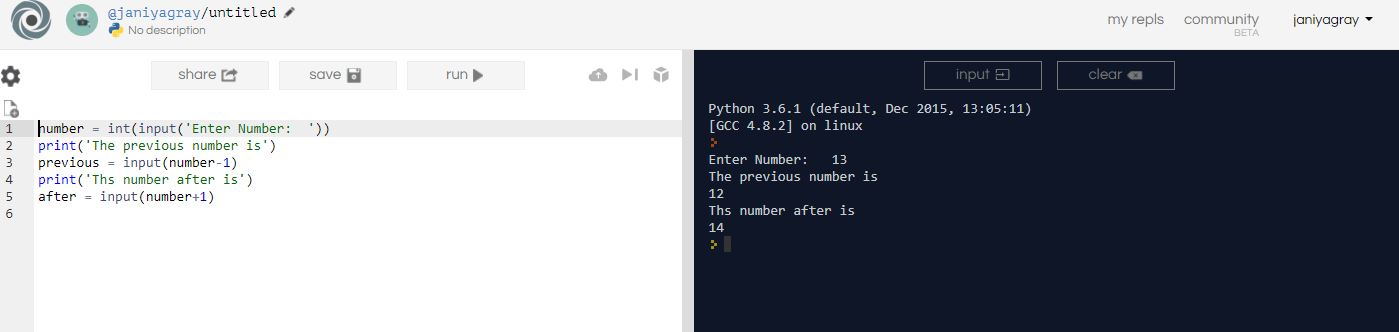 @janiyagray/untitled
No description
my repls community BETA janiyagray
share save run
input clear
1 number = int(input('Enter Number:  '))
2 print('The previous number is')
3 previous = input(number-1)
4 print('Ths number after is')
5 after = input(number+1)
6
Python 3.6.1 (default, Dec 2015, 13:05:11)
[GCC 4.8.2] on linux
Enter Number:   13
The previous number is
12
Ths number after is
14